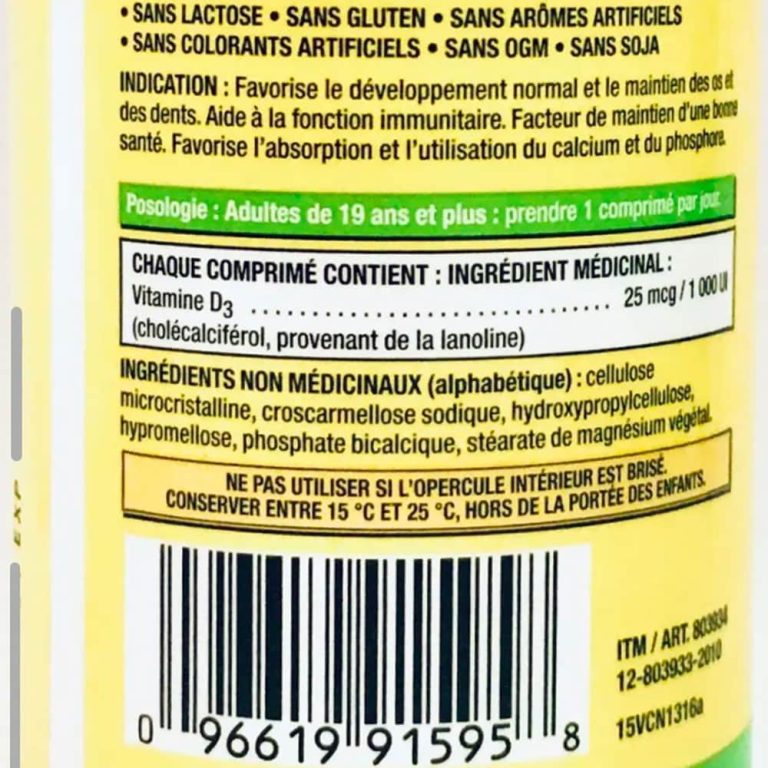 • SANS LACTOSE • SANS GLUTEN • SANS ARÔMES ARTIFICIELS
• SANS COLORANTS ARTIFICIELS • SANS OGM • SANS SOJA
INDICATION : Favorise le développement normal et le maintien des os et
des dents. Aide à la fonction immunitaire. Facteur de maintien d'une bonne
santé. Favorise l'absorption et l'utilisation du calcium et du phosphore.
Posologie : Adultes de 19 ans et plus : prendre 1 comprimé par jour.
CHAQUE COMPRIMÉ CONTIENT : INGRÉDIENT MÉDICINAL :
Vitamine D3 ........................................ 25 mcg / 1 000 UI
(cholécalciférol, provenant de la lanoline)
INGRÉDIENTS NON MÉDICINAUX (alphabétique) : cellulose
microcristalline, croscarmellose sodique, hydroxypropylcellulose,
hypromellose, phosphate bicalcique, stéarate de magnésium végétal.
NE PAS UTILISER SI L'OPERCULE INTÉRIEUR EST BRISÉ.
CONSERVER ENTRE 15 °C ET 25 °C, HORS DE LA PORTÉE DES ENFANTS.
ITM / ART. 803934
12-803933-2010
15VCN1316a
0 96619 91595 8
EXP